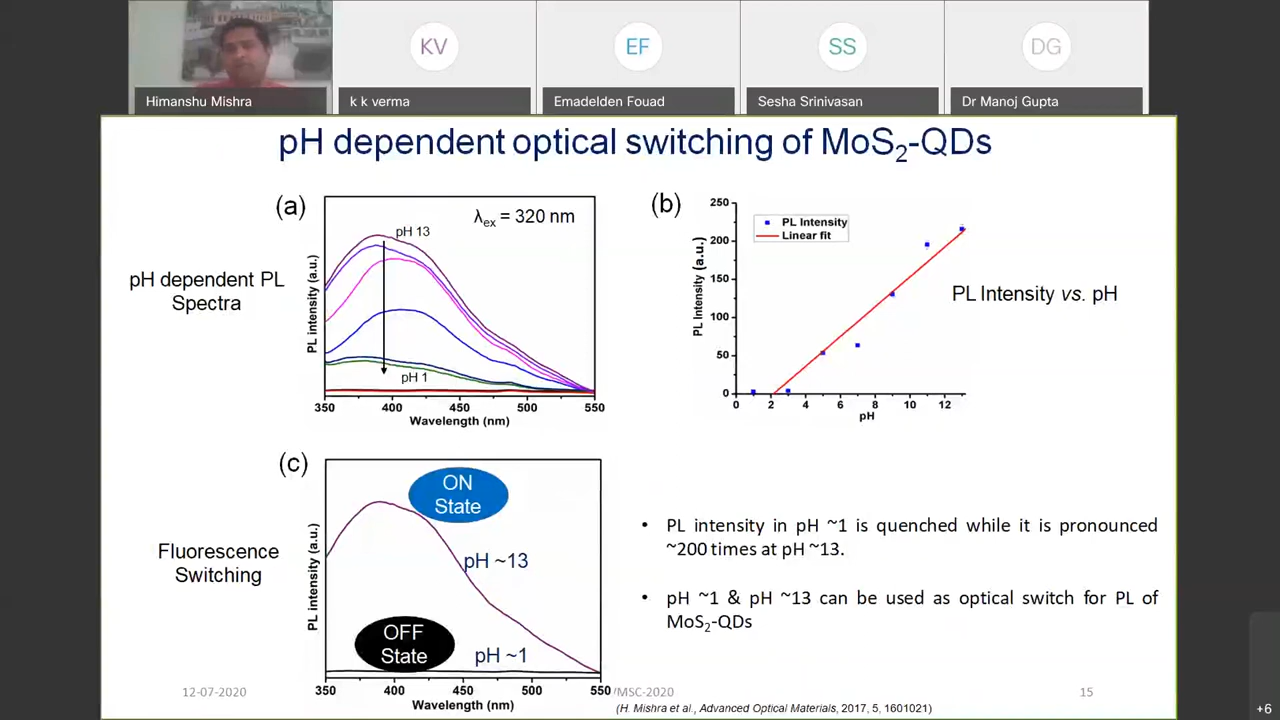 KV
EF
SS
DG
Himanshu Mishra
k k verma
Emadelden Fouad
Sesha Srinivasan
Dr Manoj Gupta
pH dependent optical switching of MoS₂-QDs
(a)
λex = 320 nm
pH 13
pH 1
pH dependent PL
Spectra
PL intensity (a.u.)
350 400 450 500 550
Wavelength (nm)
(b)
PL Intensity
Linear fit
PL Intensity (a.u.)
250
200
150
100
50
0
0 2 4 6 8 10 12
pH
PL Intensity vs. pH
(c)
ON
State
pH ~13
OFF
State
pH ~1
Fluorescence
Switching
PL intensity (a.u.)
350 400 450 500 550
Wavelength (nm)
• PL intensity in pH ~1 is quenched while it is pronounced
~200 times at pH ~13.
• pH ~1 & pH ~13 can be used as optical switch for PL of
MoS₂-QDs
12-07-2020
/MSC-2020
15
(H. Mishra et al., Advanced Optical Materials, 2017, 5, 1601021)
+6